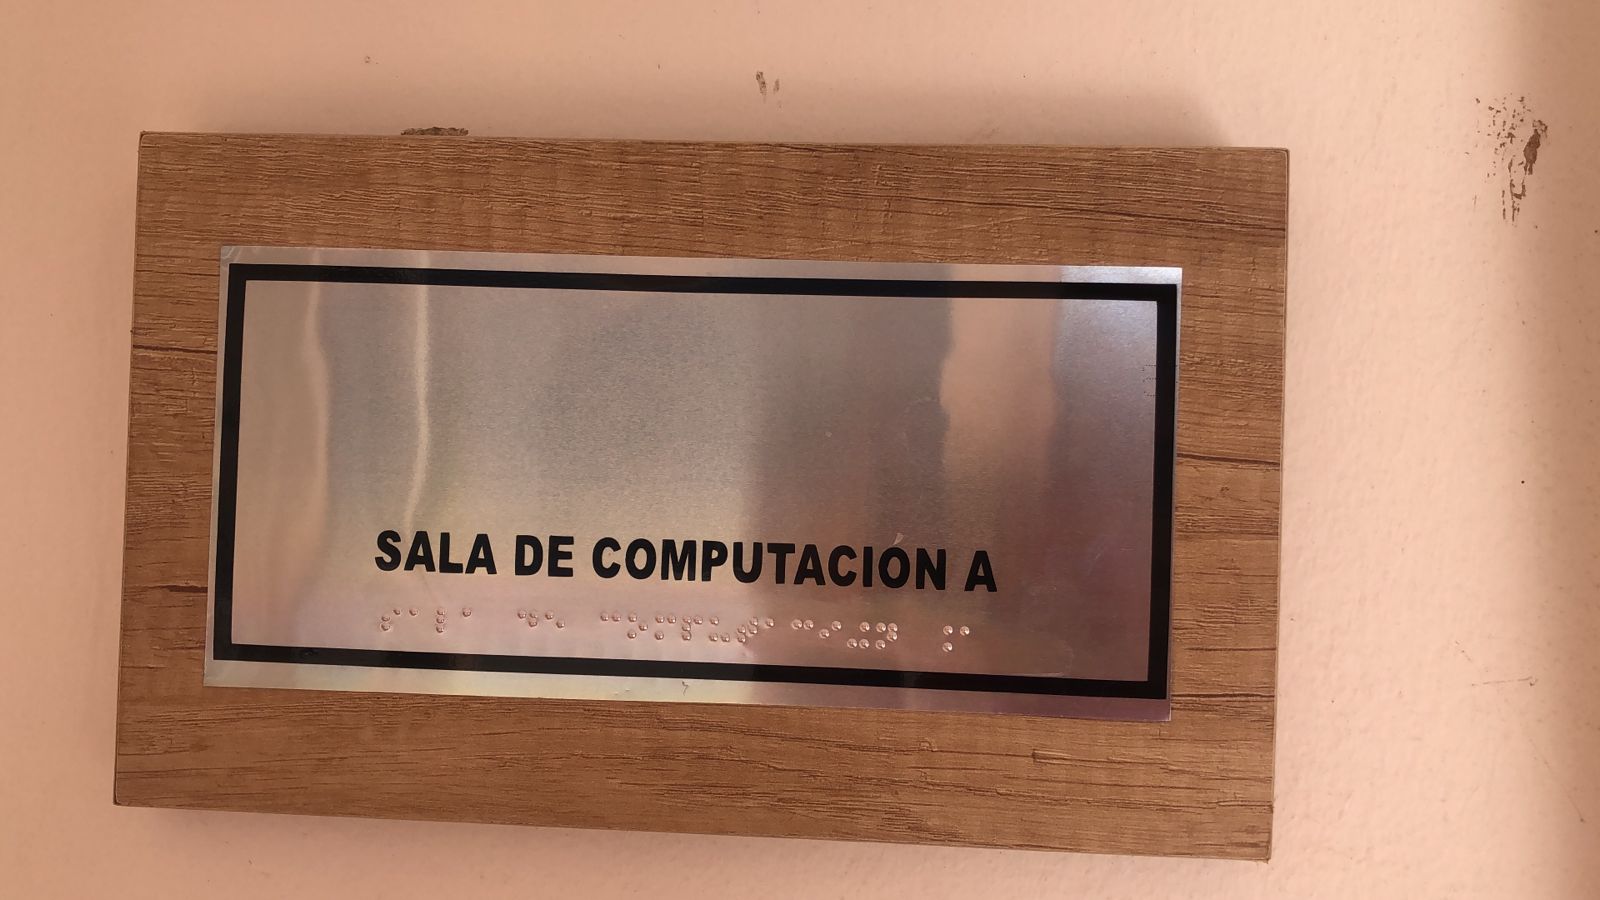 SALA DE COMPUTACION A